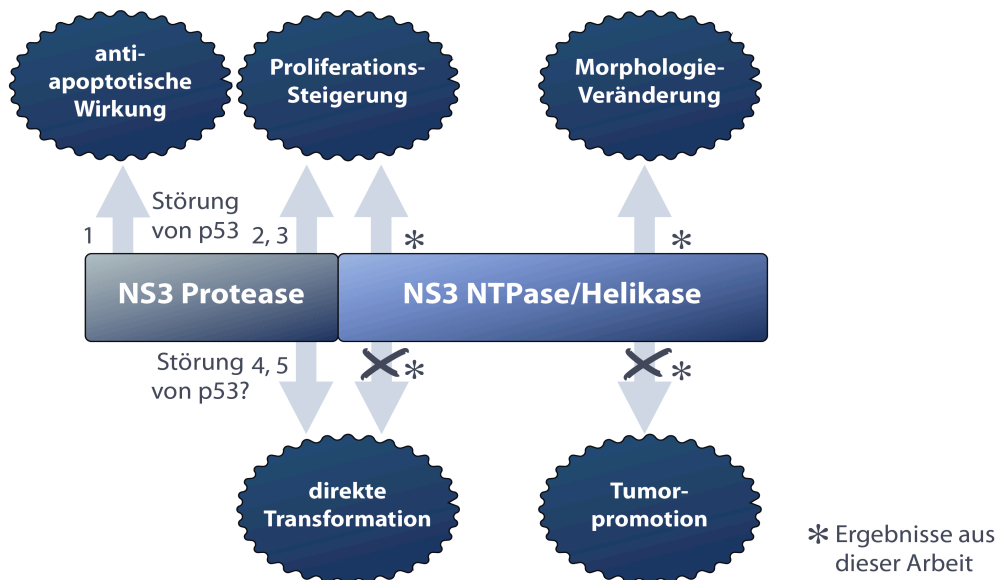 anti-
apoptotische
Wirkung
Proliferations-
Steigerung
Morphologie-
Veränderung
Störung
von p53
1
2, 3
*
*
NS3 Protease
NS3 NTPase/Helikase
Störung
von p53?
4, 5
*
*
direkte
Transformation
Tumor-
promotion
* Ergebnisse aus
dieser Arbeit